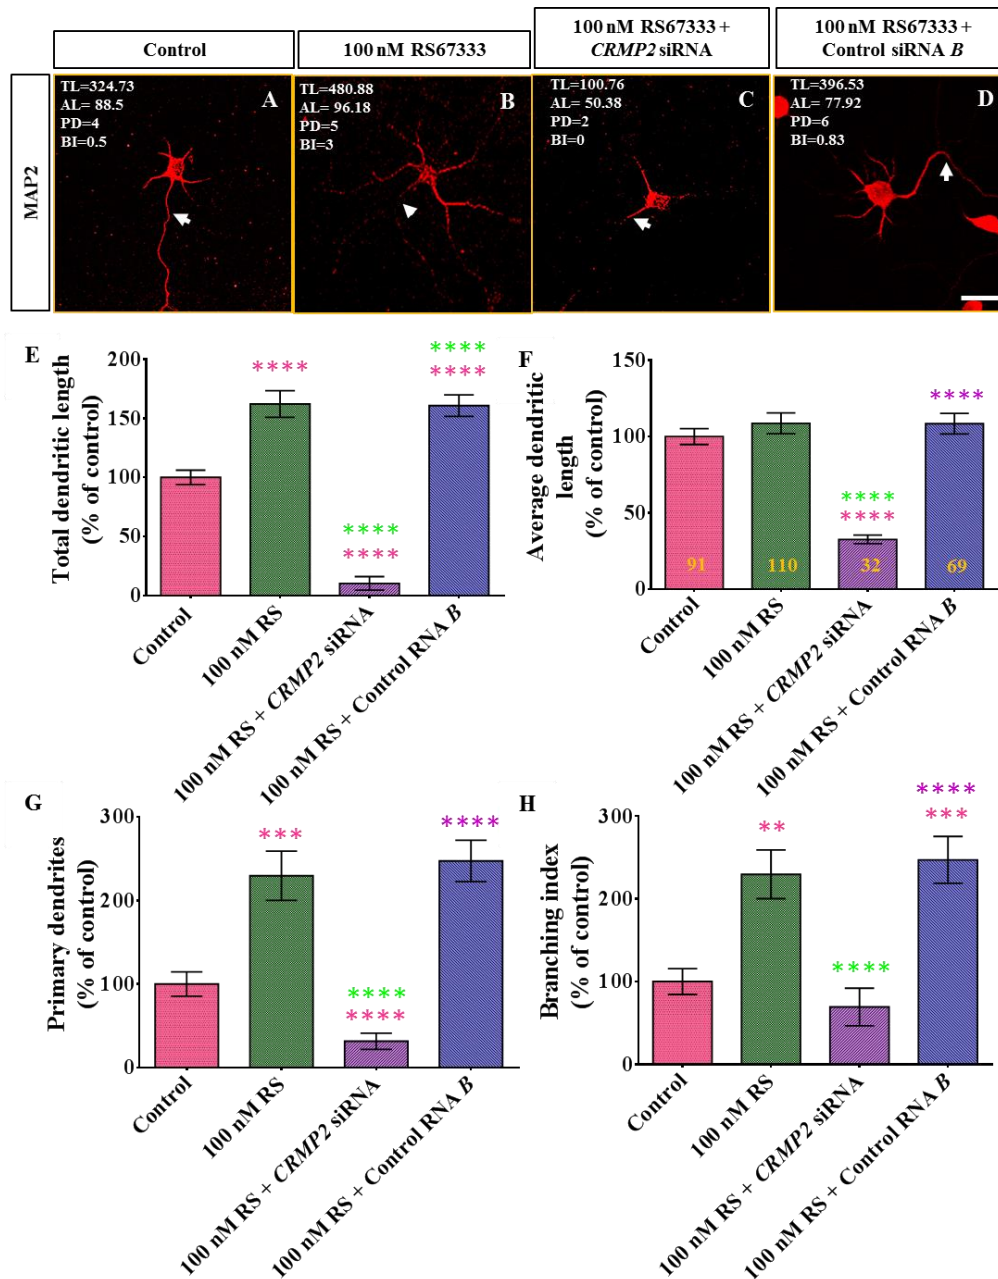 Control
100 nM RS67333
100 nM RS67333 +
CRMP2 siRNA
100 nM RS67333 +
Control siRNA B
MAP2
TL=324.73
AL= 88.5
PD=4
BI=0.5
A
TL=480.88
AL= 96.18
PD=5
BI=3
B
TL=100.76
AL= 50.38
PD=2
BI=0
C
TL=396.53
AL= 77.92
PD=6
BI=0.83
D
E
Total dendritic length
(% of control)
200
150
100
50
0
****
****
****
****
****
Control
100 nM RS
100 nM RS + CRMP2 siRNA
100 nM RS + Control RNA B
F
Average dendritic
length
(% of control)
150
100
50
0
****
****
****
91
110
32
69
Control
100 nM RS
100 nM RS + CRMP2 siRNA
100 nM RS + Control RNA B
G
Primary dendrites
(% of control)
300
200
100
0
***
****
****
****
Control
100 nM RS
100 nM RS + CRMP2 siRNA
100 nM RS + Control RNA B
H
Branching index
(% of control)
300
200
100
0
**
****
****
***
Control
100 nM RS
100 nM RS + CRMP2 siRNA
100 nM RS + Control RNA B